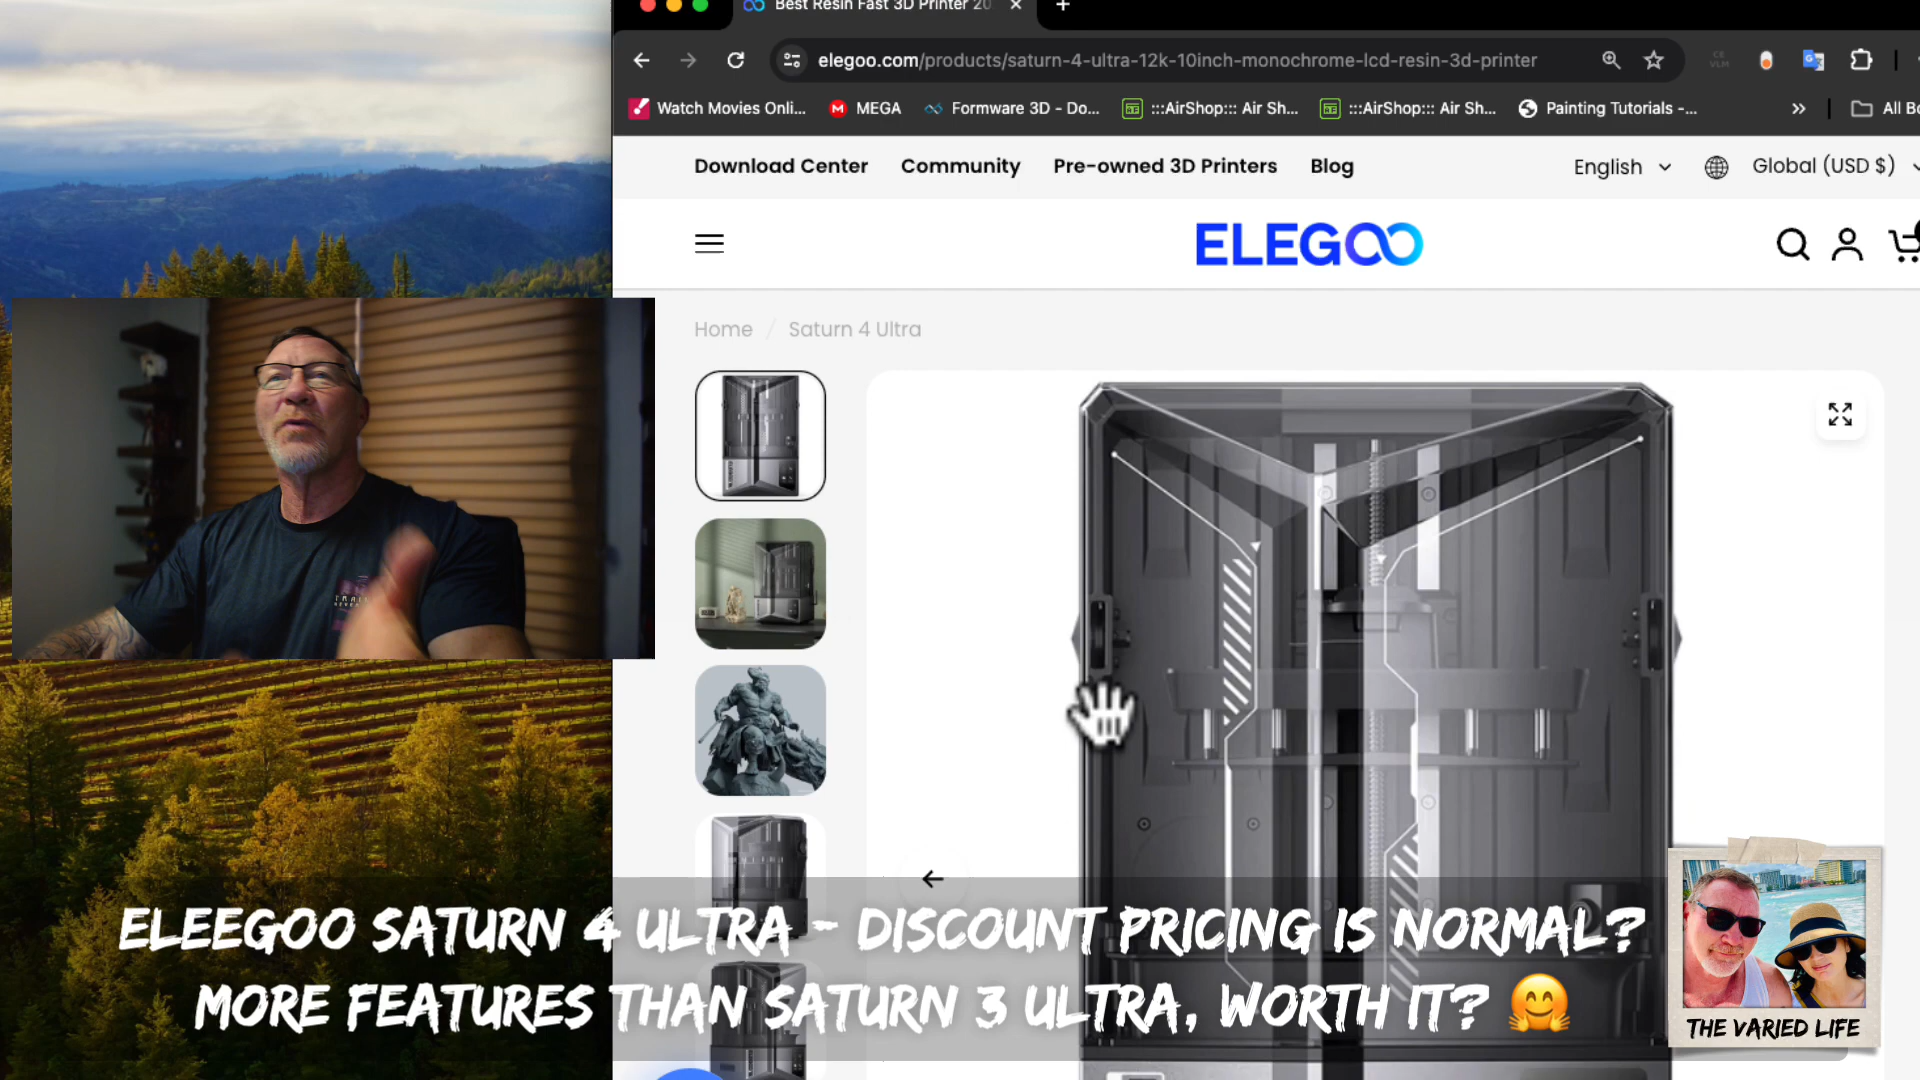 Best Resin Fast 3D Printer 20
elegoo.com/products/saturn-4-ultra-12k-10inch-monochrome-lcd-resin-3d-printer
Watch Movies Onli... MEGA Formware 3D - Do... :::AirShop::: Air Sh... :::AirShop::: Air Sh... Painting Tutorials -... All Bo
Download Center Community Pre-owned 3D Printers Blog English Global (USD $)
ELEGOO
Home / Saturn 4 Ultra
ELEEGOO SATURN 4 ULTRA - DISCOUNT PRICING IS NORMAL?
MORE FEATURES THAN SATURN 3 ULTRA, WORTH IT? 🤗
THE VARIED LIFE